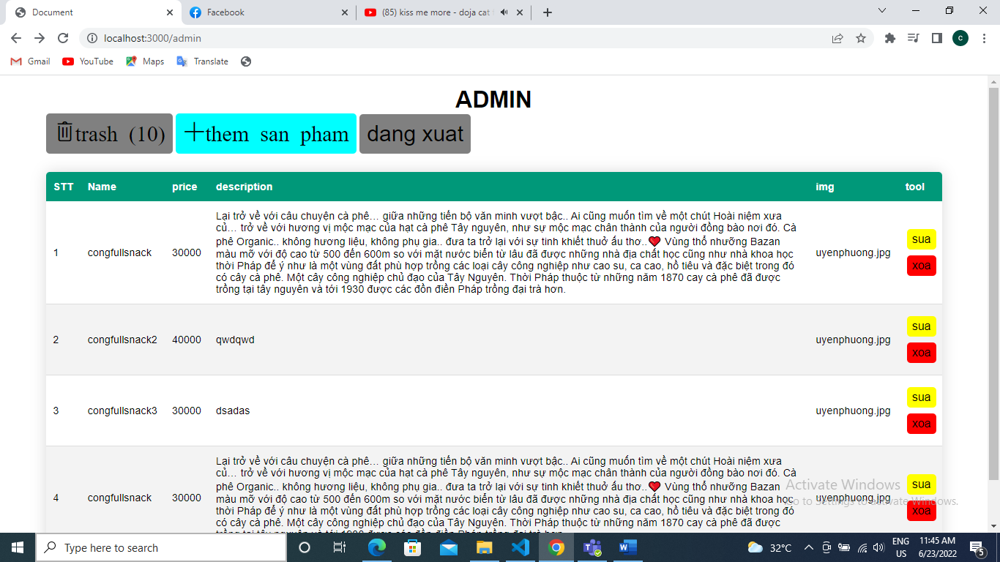 Document
Facebook
(85) kiss me more - doja cat
localhost:3000/admin
c
Gmail
YouTube
Maps
Translate
ADMIN
trash (10)
them san pham
dang xuat
STT Name price description img tool
1 congfullsnack 30000
Lại trở về với câu chuyện cà phê… giữa những tiến bộ văn minh vượt bậc.. Ai cũng muốn tìm về một chút Hoài niệm xưa
củ… trở về với hương vị mộc mạc của hạt cà phê Tây nguyên, như sự mộc mạc chân thành của người đồng bào nơi đó. Cà
phê Organic.. không hương liệu, không phụ gia.. đưa ta trở lại với sự tinh khiết thuở ấu thơ..❤ Vùng thổ nhưỡng Bazan
màu mỡ với độ cao từ 500 đến 600m so với mặt nước biển từ lâu đã được những nhà địa chất học cũng như nhà khoa học
thời Pháp để ý như là một vùng đất phù hợp trồng các loại cây công nghiệp như cao su, ca cao, hồ tiêu và đặc biệt trong đó
có cây cà phê. Một cây công nghiệp chủ đạo của Tây Nguyên. Thời Pháp thuộc từ những năm 1870 cay cà phê đã được
trồng tại tây nguyên và tới 1930 được các đồn điền Pháp trồng đại trà hơn.
uyenphuong.jpg
sua
xoa
2 congfullsnack2 40000 qwdqwd uyenphuong.jpg
sua
xoa
3 congfullsnack3 30000 dsadas uyenphuong.jpg
sua
xoa
4 congfullsnack 30000
Lại trở về với câu chuyện cà phê… giữa những tiến bộ văn minh vượt bậc.. Ai cũng muốn tìm về một chút Hoài niệm xưa
củ… trở về với hương vị mộc mạc của hạt cà phê Tây nguyên, như sự mộc mạc chân thành của người đồng bào nơi đó. Cà
phê Organic.. không hương liệu, không phụ gia.. đưa ta trở lại với sự tinh khiết thuở ấu thơ..❤ Vùng thổ nhưỡng Bazan
màu mỡ với độ cao từ 500 đến 600m so với mặt nước biển từ lâu đã được những nhà địa chất học cũng như nhà khoa học
thời Pháp để ý như là một vùng đất phù hợp trồng các loại cây công nghiệp như cao su, ca cao, hồ tiêu và đặc biệt trong đó
có cây cà phê. Một cây công nghiệp chủ đạo của Tây Nguyên. Thời Pháp thuộc từ những năm 1870 cay cà phê đã được
uyenphuong.jpg
sua
xoa
Activate Windows
Go to Settings to activate Windows.
Type here to search
32°C
ENG
US
11:45 AM
6/23/2022
5